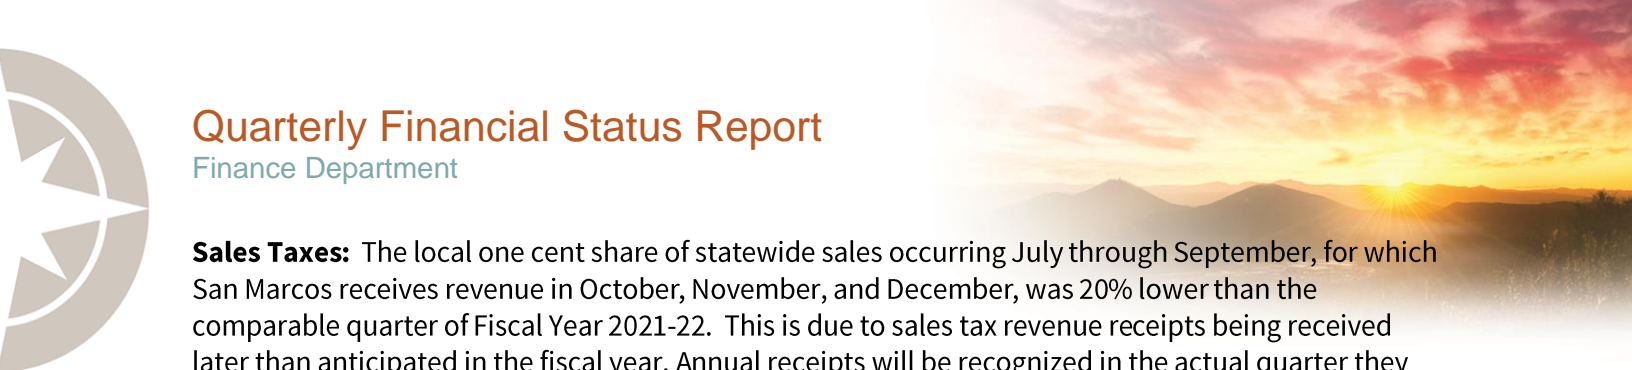 Quarterly Financial Status Report
Finance Department
Sales Taxes:  The local one cent share of statewide sales occurring July through September, for which
San Marcos receives revenue in October, November, and December, was 20% lower than the
comparable quarter of Fiscal Year 2021-22.  This is due to sales tax revenue receipts being received
later than anticipated in the fiscal year. Annual receipts will be recognized in the actual quarter they